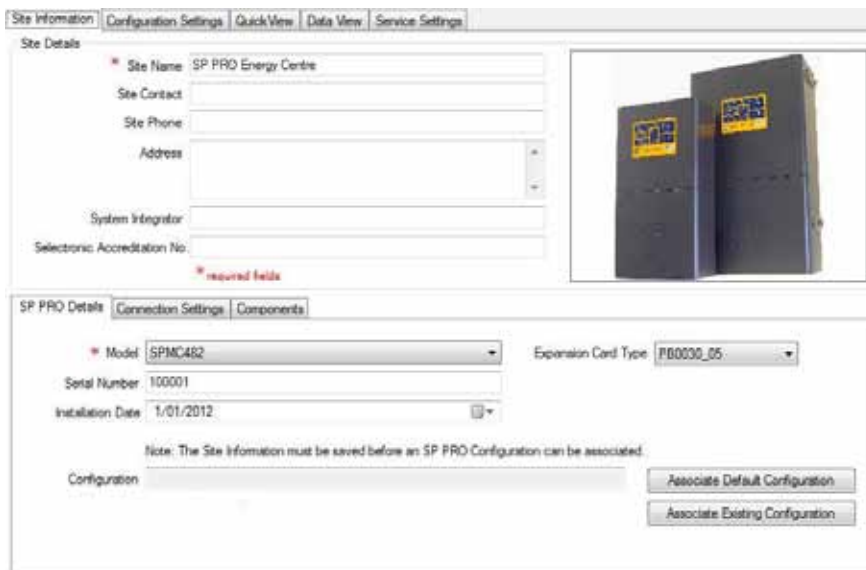 Site Information Configuration Settings QuickView Data View Service Settings
Site Details
* Site Name SP PRO Energy Centre
Site Contact
Site Phone
Address
System Integrator
Selectronic Accreditation No
* required fields
SP PRO Details Connection Settings Components
* Model SPMC482 Expansion Card Type PB0030_05
Serial Number 100001
Installation Date 1/01/2012
Note: The Site Information must be saved before an SP PRO Configuration can be associated.
Configuration Associate Default Configuration
Associate Existing Configuration